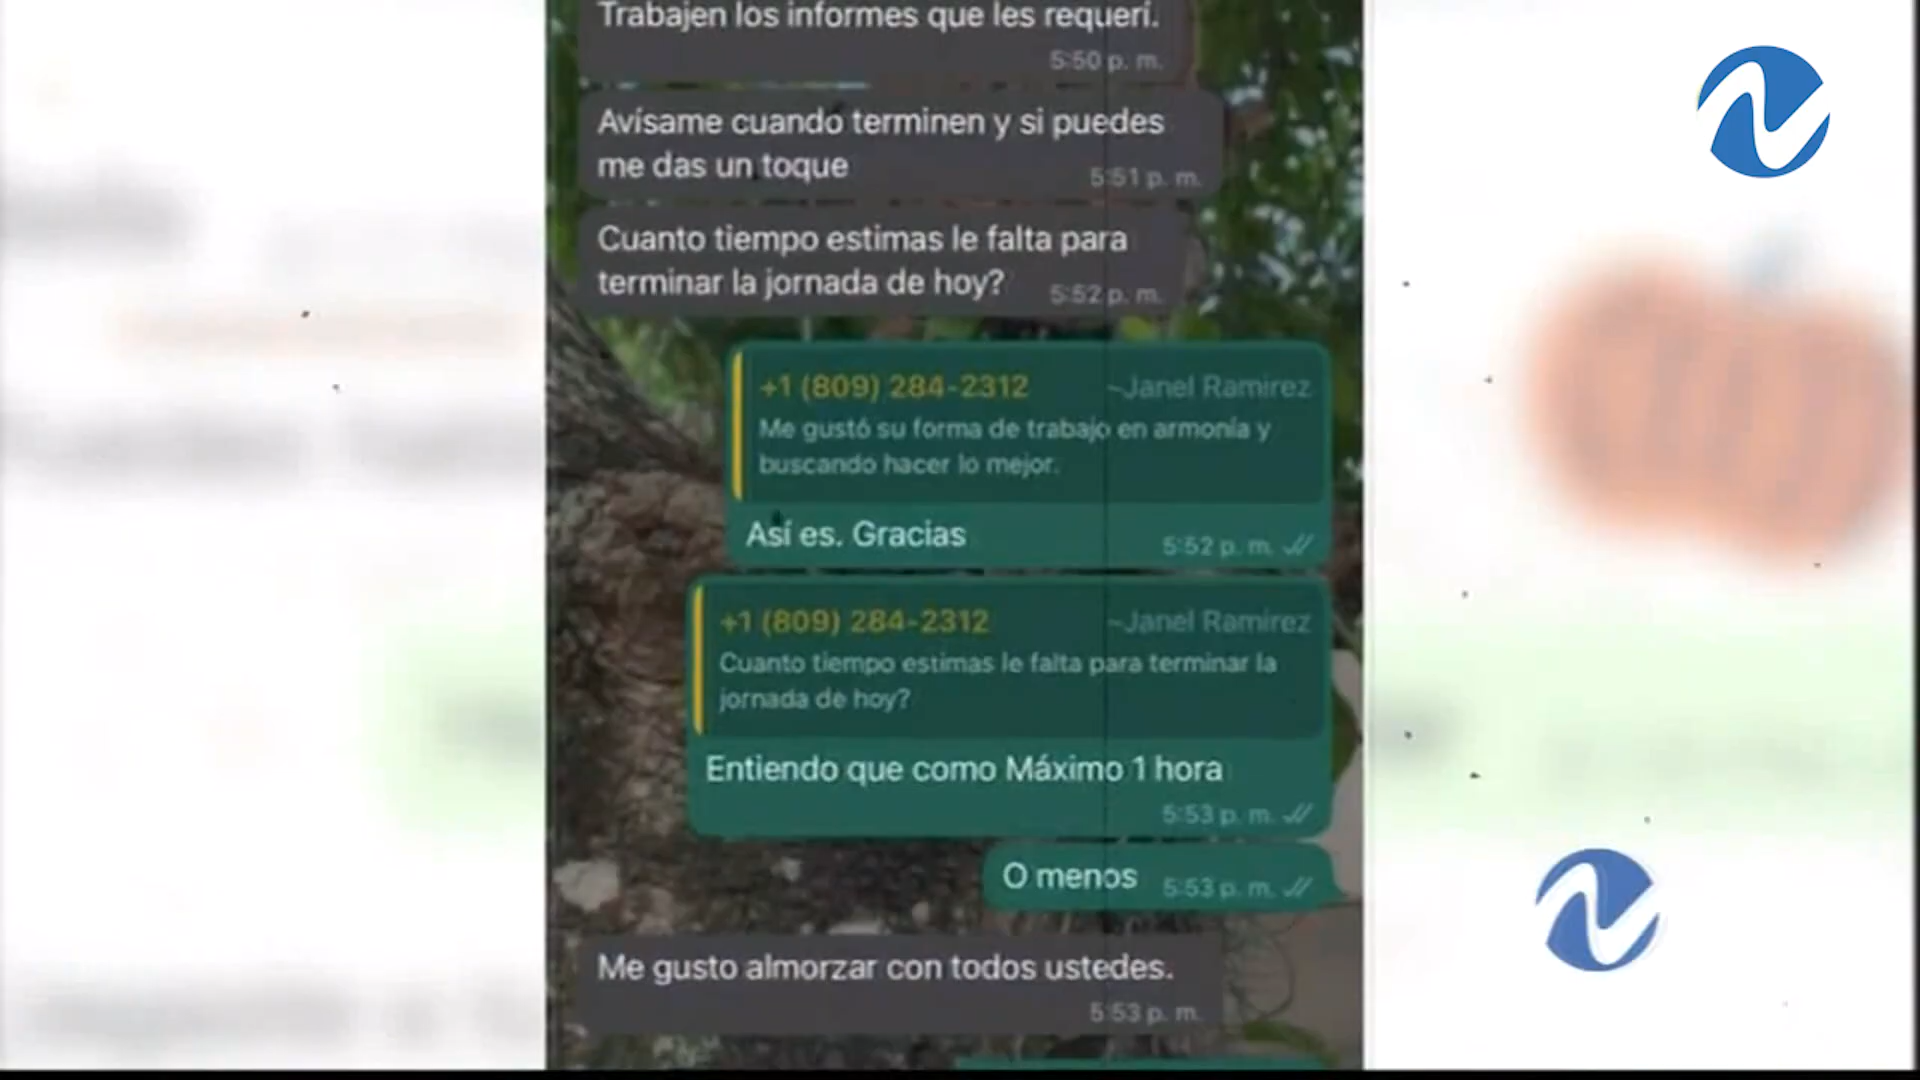 Trabajen los informes que les requerí.
5:50 p. m.
Avísame cuando terminen y si puedes
me das un toque
5:51 p. m.
Cuanto tiempo estimas le falta para
terminar la jornada de hoy?
5:52 p. m.
+1 (809) 284-2312 ~Janel Ramirez
Me gustó su forma de trabajo en armonía y
buscando hacer lo mejor.
Así es. Gracias
5:52 p. m.
+1 (809) 284-2312 ~Janel Ramirez
Cuanto tiempo estimas le falta para terminar la
jornada de hoy?
Entiendo que como Máximo 1 hora
5:53 p. m.
O menos
5:53 p. m.
Me gusto almorzar con todos ustedes.
5:53 p. m.